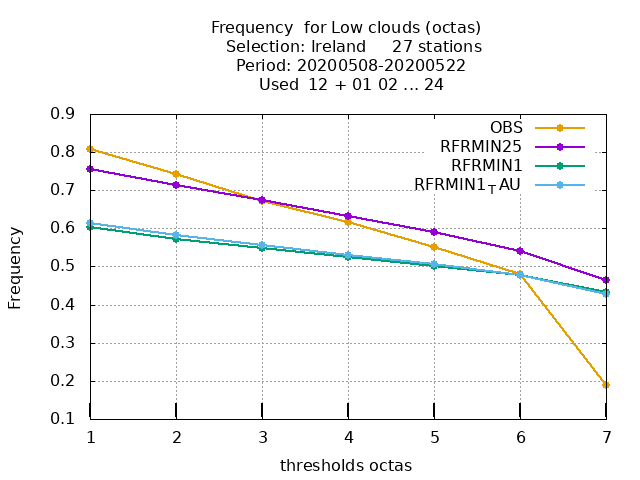 Frequency  for Low clouds (octas)
Selection: Ireland     27 stations
Period: 20200508-20200522
Used  12 + 01 02 ... 24
OBS
RFRMIN25
RFRMIN1
RFRMIN1_TAU
Frequency
0.9
0.8
0.7
0.6
0.5
0.4
0.3
0.2
0.1
1 2 3 4 5 6 7
thresholds octas